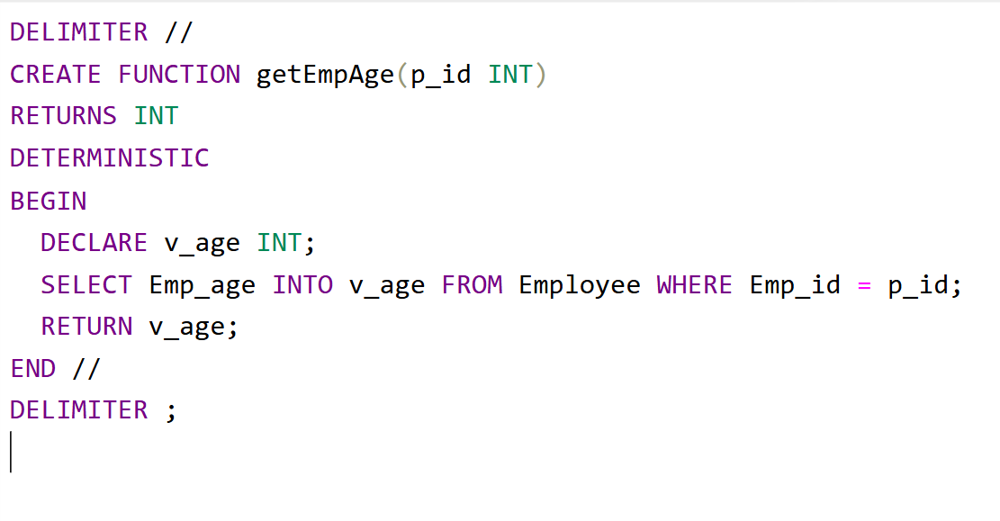 DELIMITER //
CREATE FUNCTION getEmpAge(p_id INT)
RETURNS INT
DETERMINISTIC
BEGIN
  DECLARE v_age INT;
  SELECT Emp_age INTO v_age FROM Employee WHERE Emp_id = p_id;
  RETURN v_age;
END //
DELIMITER ;